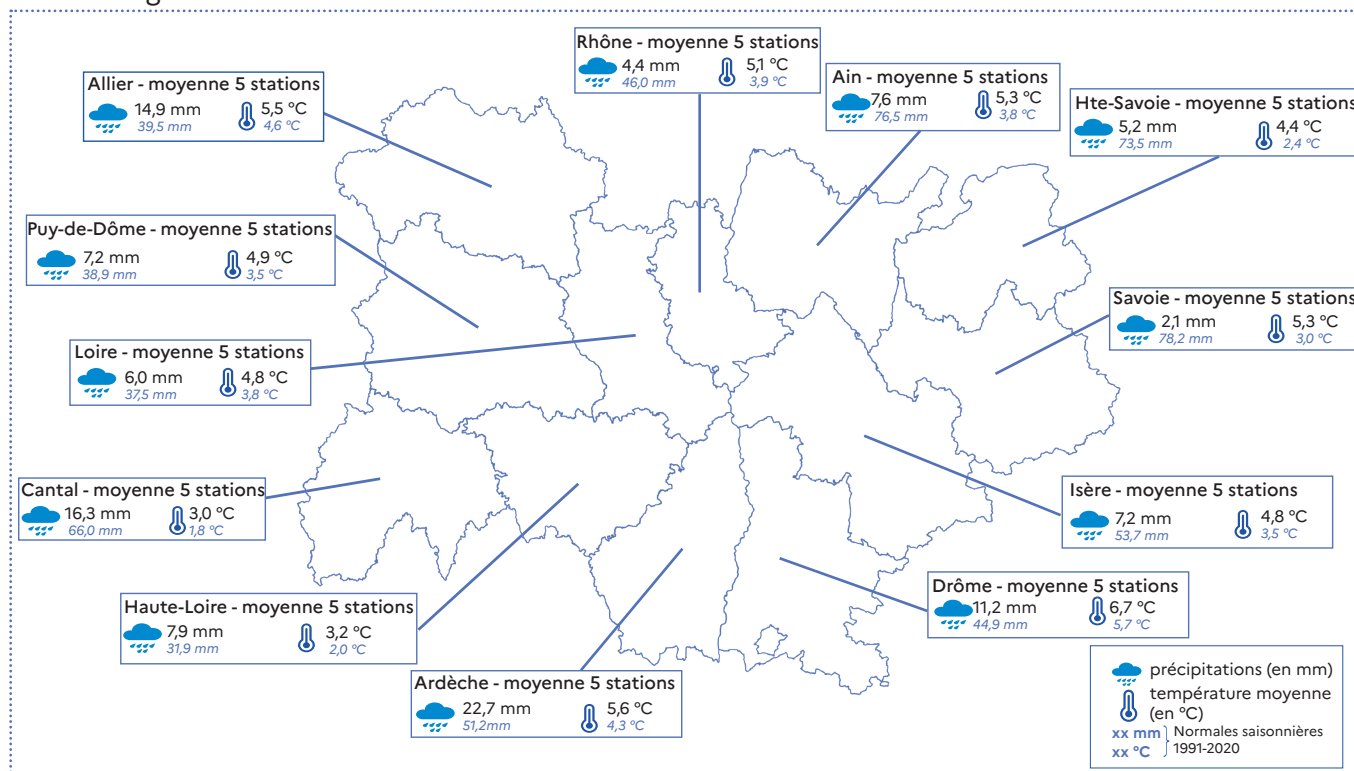 Rhône - moyenne 5 stations
4,4 mm 5,1 °C
46,0 mm 3,9 °C
Allier - moyenne 5 stations
14,9 mm 5,5 °C
39,5 mm 4,6 °C
Ain - moyenne 5 stations
7,6 mm 5,3 °C
76,5 mm 3,8 °C
Hte-Savoie - moyenne 5 stations
5,2 mm 4,4 °C
73,5 mm 2,4 °C
Puy-de-Dôme - moyenne 5 stations
7,2 mm 4,9 °C
38,9 mm 3,5 °C
Savoie - moyenne 5 stations
2,1 mm 5,3 °C
78,2 mm 3,0 °C
Loire - moyenne 5 stations
6,0 mm 4,8 °C
37,5 mm 3,8 °C
Cantal - moyenne 5 stations
16,3 mm 3,0 °C
66,0 mm 1,8 °C
Isère - moyenne 5 stations
7,2 mm 4,8 °C
53,7 mm 3,5 °C
Drôme - moyenne 5 stations
11,2 mm 6,7 °C
44,9 mm 5,7 °C
Haute-Loire - moyenne 5 stations
7,9 mm 3,2 °C
31,9 mm 2,0 °C
Ardèche - moyenne 5 stations
22,7 mm 5,6 °C
51,2mm 4,3 °C
précipitations (en mm)
température moyenne
(en °C)
xx mm Normales saisonnières
xx °C 1991-2020